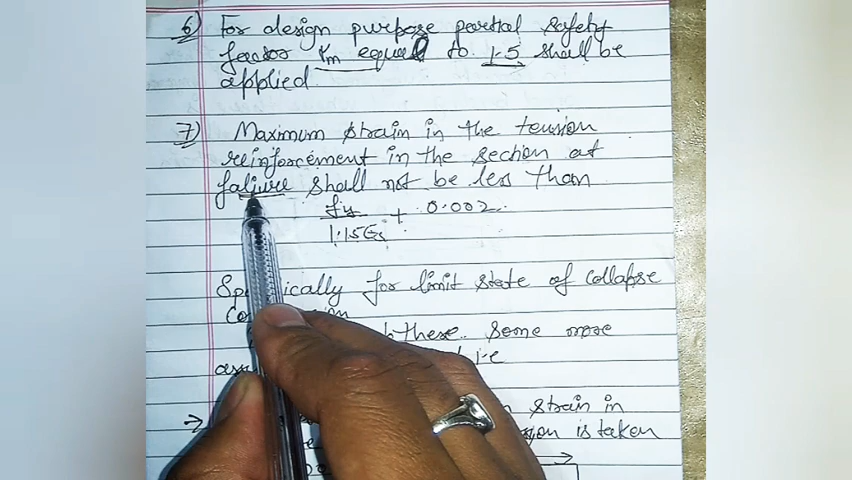 6) For design purpose partial safety
factor γm equal to 1.5 shall be
applied
7) Maximum strain in the tension
reinforcement in the section at
faliure shall not be less than
fy/1.15Es + 0.002.
Specically for limit state of collapse
these. Some more
i.e
strain in
is taken